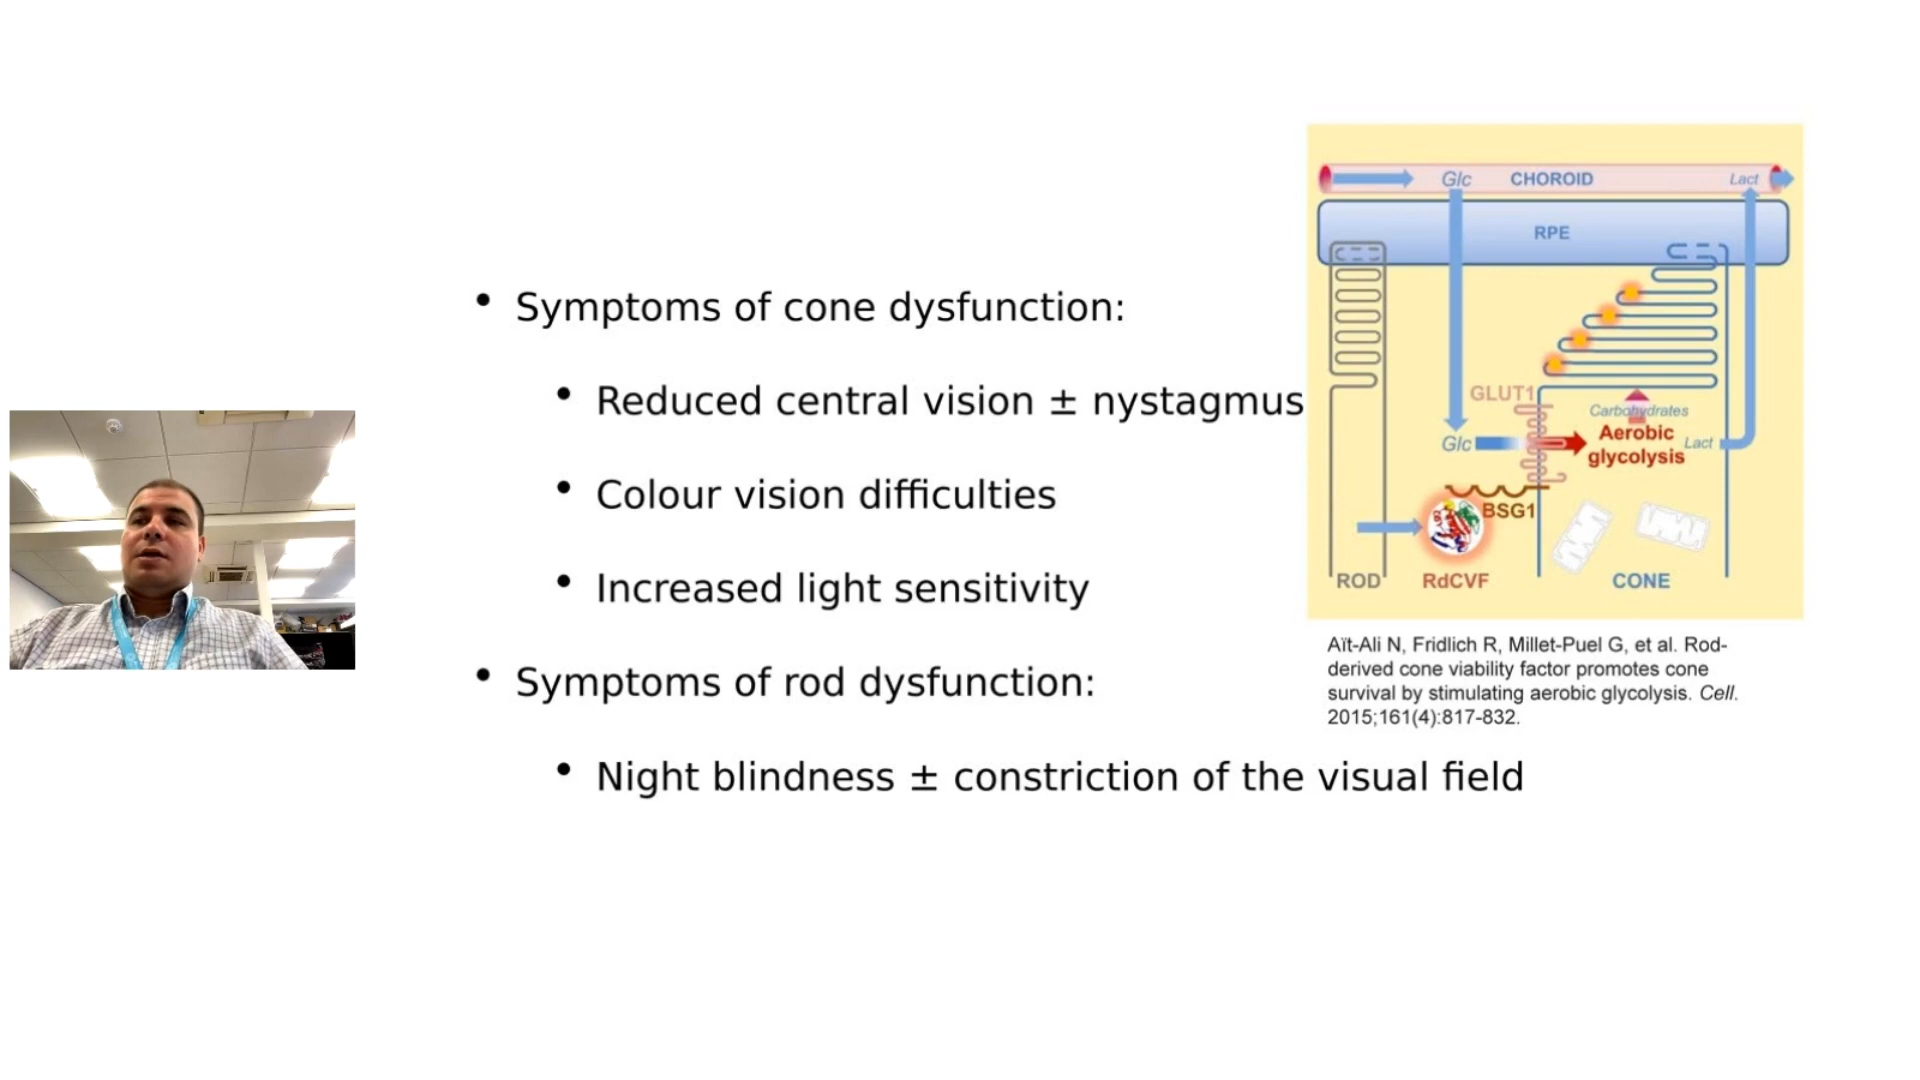 • Symptoms of cone dysfunction:
• Reduced central vision ± nystagmus
• Colour vision difficulties
• Increased light sensitivity
• Symptoms of rod dysfunction:
• Night blindness ± constriction of the visual field
Glc CHOROID Lact
RPE
GLUT1
Carbohydrates
Glc Aerobic Lact
glycolysis
BSG1
ROD RdCVF CONE
Aït-Ali N, Fridlich R, Millet-Puel G, et al. Rod-
derived cone viability factor promotes cone
survival by stimulating aerobic glycolysis. Cell.
2015;161(4):817-832.